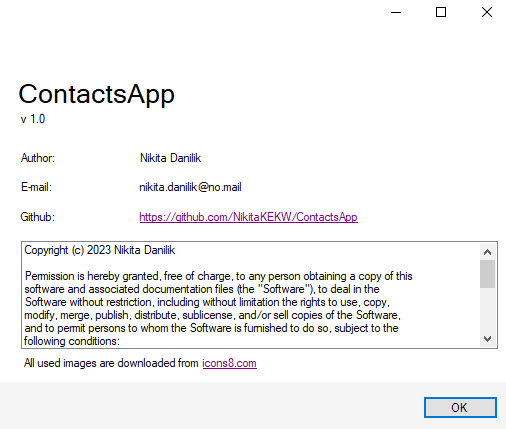 ContactsApp
v 1.0
Author: Nikita Danilik
E-mail: nikita.danilik@no.mail
Github: https://github.com/NikitaKEKW/ContactsApp
Copyright (c) 2023 Nikita Danilik
Permission is hereby granted, free of charge, to any person obtaining a copy of this
software and associated documentation files (the "Software"), to deal in the
Software without restriction, including without limitation the rights to use, copy,
modify, merge, publish, distribute, sublicense, and/or sell copies of the Software,
and to permit persons to whom the Software is furnished to do so, subject to the
following conditions:
All used images are downloaded from icons8.com
OK